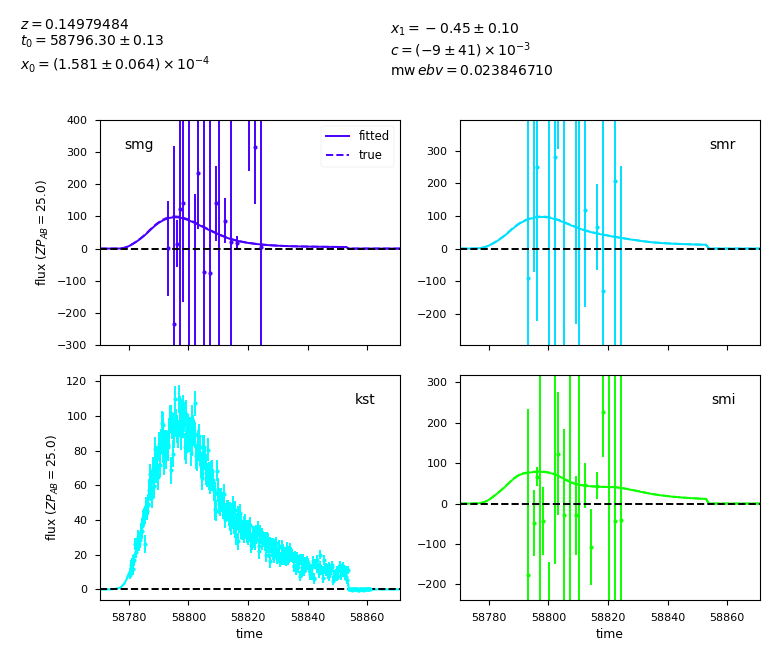 z = 0.14979484
t₀ = 58796.30 ± 0.13
x₀ = (1.581 ± 0.064) × 10⁻⁴
x₁ = −0.45 ± 0.10
c = (−9 ± 41) × 10⁻³
mw ebv = 0.023846710
flux (ZP_AB = 25.0)
400
300
200
100
0
−100
−200
−300
smg
fitted
true
300
200
100
0
−100
−200
smr
flux (ZP_AB = 25.0)
120
100
80
60
40
20
0
kst
58780 58800 58820 58840 58860
time
300
200
100
0
−100
−200
smi
58780 58800 58820 58840 58860
time